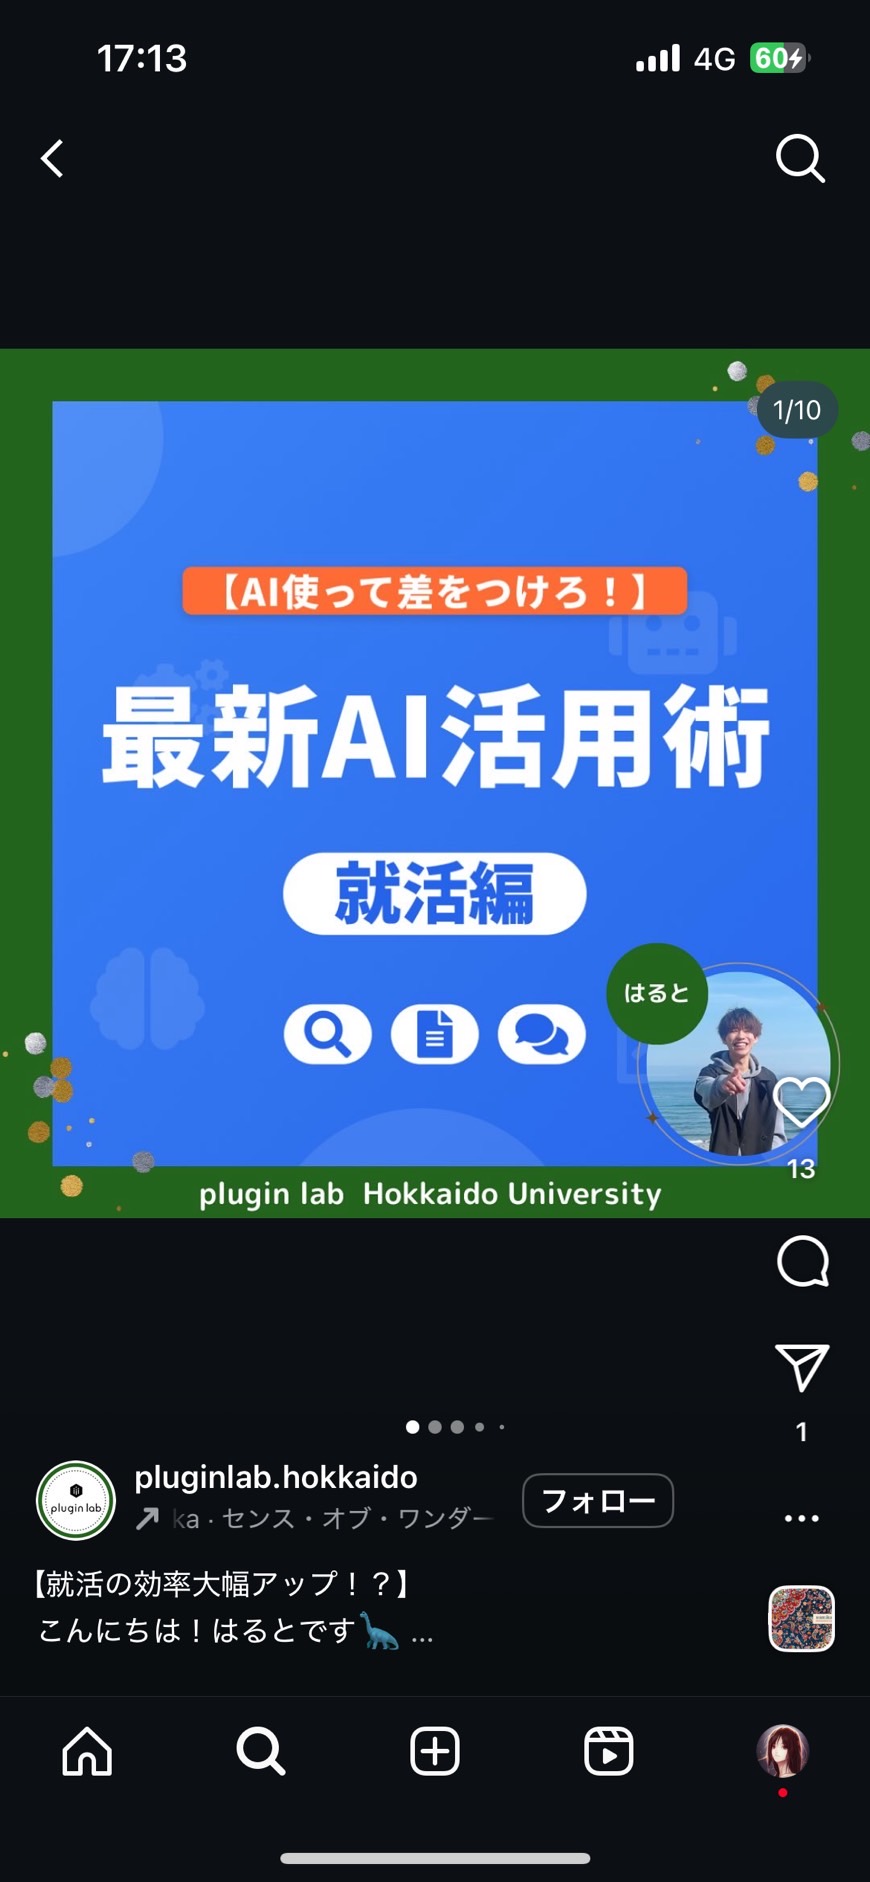 17:13
4G
60
1/10
【AI使って差をつけろ！】
最新AI活用術
就活編
はると
13
plugin lab Hokkaido University
1
pluginlab.hokkaido
plugin lab
ka · センス・オブ・ワンダー
フォロー
【就活の効率大幅アップ！？】
こんにちは！はるとです🦕 ...